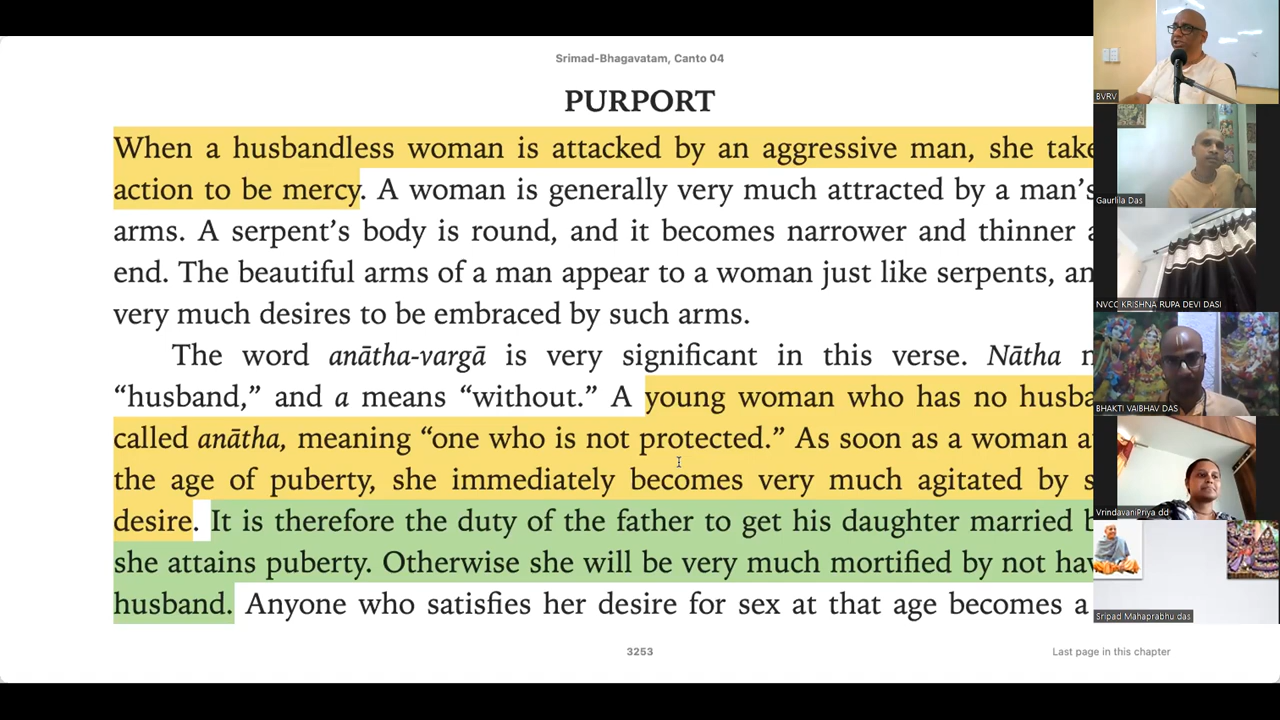 Srimad-Bhagavatam, Canto 04
PURPORT
When a husbandless woman is attacked by an aggressive man, she take
action to be mercy. A woman is generally very much attracted by a man's
arms. A serpent's body is round, and it becomes narrower and thinner a
end. The beautiful arms of a man appear to a woman just like serpents, an
very much desires to be embraced by such arms.
The word anātha-vargā is very significant in this verse. Nātha m
“husband,” and a means “without.” A young woman who has no husba
called anātha, meaning “one who is not protected.” As soon as a woman a
the age of puberty, she immediately becomes very much agitated by s
desire. It is therefore the duty of the father to get his daughter married b
she attains puberty. Otherwise she will be very much mortified by not hav
husband. Anyone who satisfies her desire for sex at that age becomes a
3253
Last page in this chapter
BVRV
Gaurlila Das
NVCC KRISHNA RUPA DEVI DASI
BHAKTI VAIBHAV DAS
VrindavaniPriya dd
Sripad Mahaprabhu das